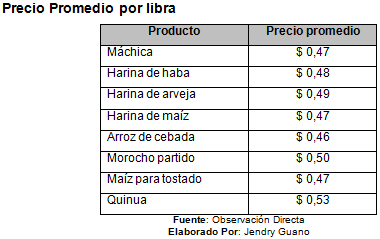 Precio Promedio por libra
Producto Precio promedio
Máchica $ 0,47
Harina de haba $ 0,48
Harina de arveja $ 0,49
Harina de maíz $ 0,47
Arroz de cebada $ 0,46
Morocho partido $ 0,50
Maíz para tostado $ 0,47
Quinua $ 0,53
Fuente: Observación Directa
Elaborado Por: Jendry Guano